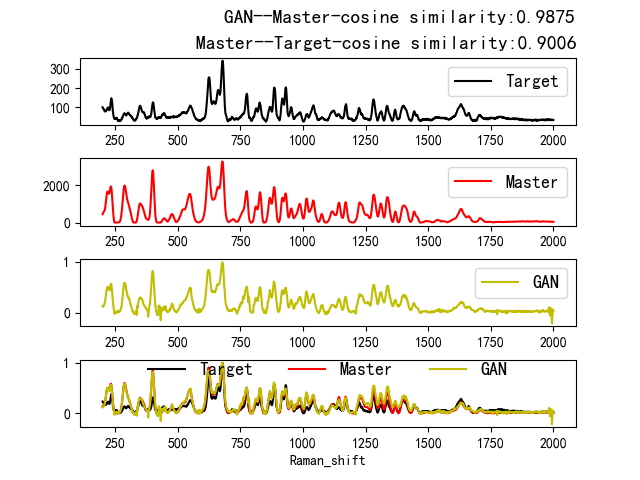 GAN--Master-cosine similarity:0.9875
Master--Target-cosine similarity:0.9006
300
200
100
Target
250 500 750 1000 1250 1500 1750 2000
2000
0
Master
250 500 750 1000 1250 1500 1750 2000
1
0
GAN
250 500 750 1000 1250 1500 1750 2000
1
0
Target Master GAN
250 500 750 1000 1250 1500 1750 2000
Raman_shift